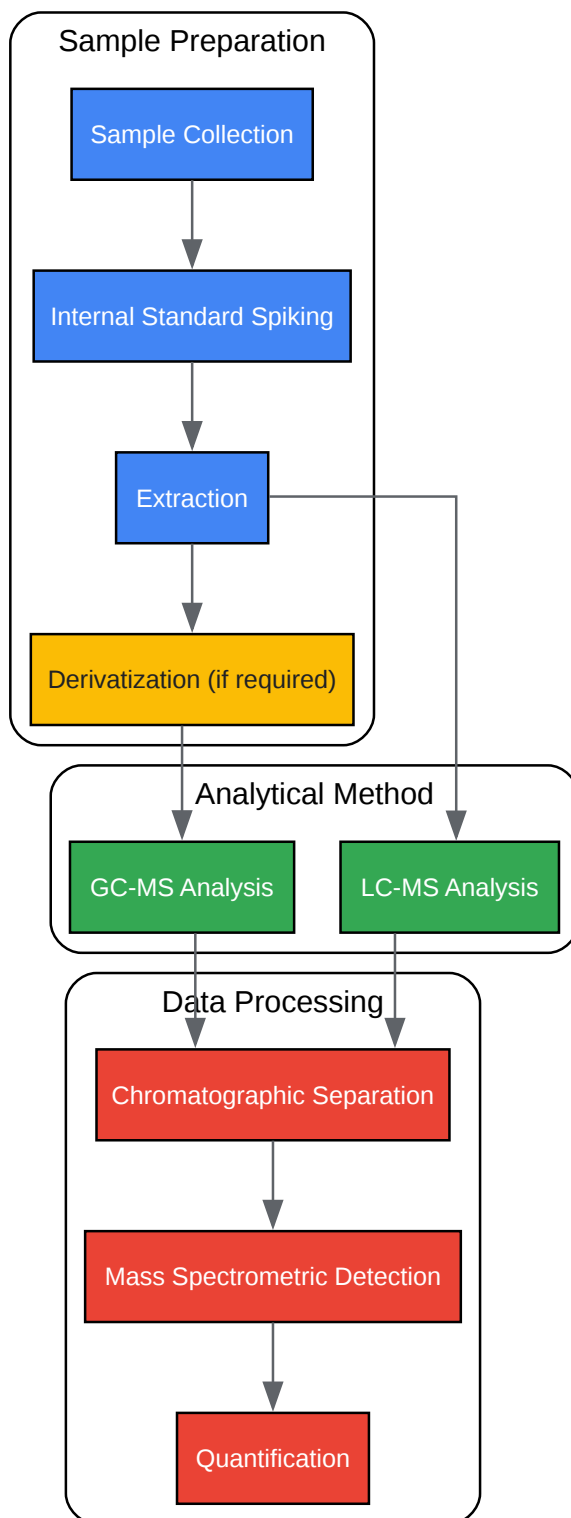 Sample Preparation
Sample Collection
Internal Standard Spiking
Extraction
Derivatization (if required)
Analytical Method
GC-MS Analysis
LC-MS Analysis
Data Processing
Chromatographic Separation
Mass Spectrometric Detection
Quantification